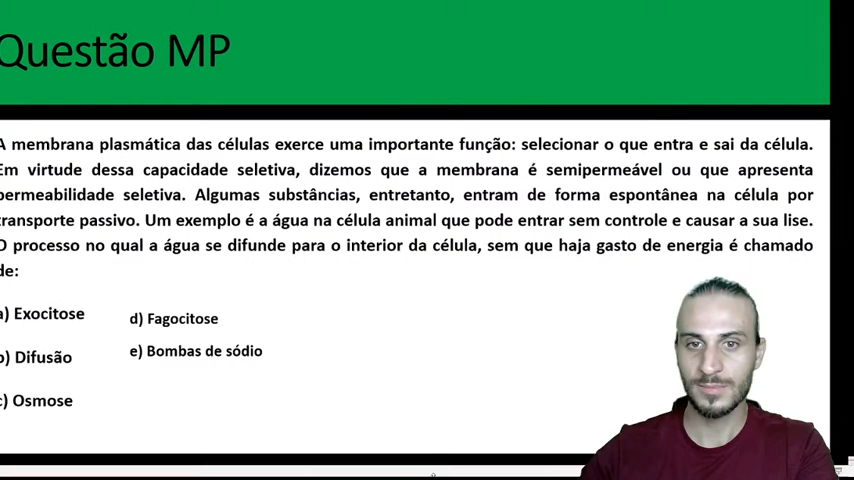 Questão MP
A membrana plasmática das células exerce uma importante função: selecionar o que entra e sai da célula.
Em virtude dessa capacidade seletiva, dizemos que a membrana é semipermeável ou que apresenta
permeabilidade seletiva. Algumas substâncias, entretanto, entram de forma espontânea na célula por
transporte passivo. Um exemplo é a água na célula animal que pode entrar sem controle e causar a sua lise.
O processo no qual a água se difunde para o interior da célula, sem que haja gasto de energia é chamado
de:
a) Exocitose
d) Fagocitose
e) Bombas de sódio
b) Difusão
c) Osmose